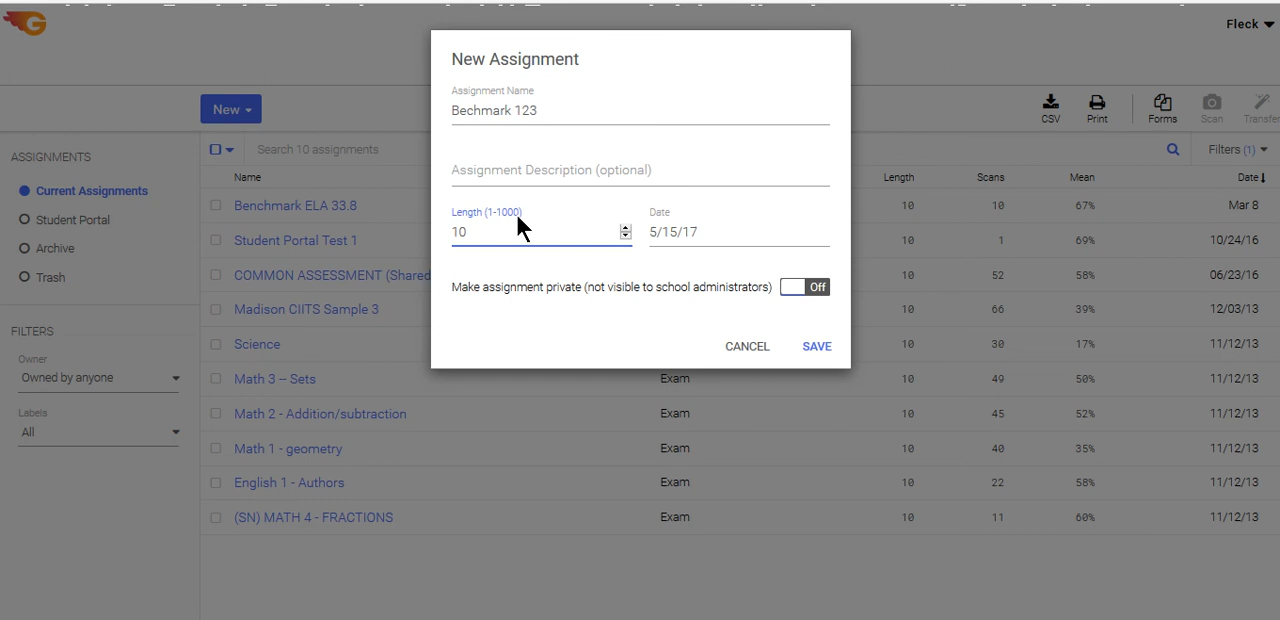 G
Fleck
New Assignment
Assignment Name
Bechmark 123
Assignment Description (optional)
Length (1-1000)
10
Date
5/15/17
Make assignment private (not visible to school administrators) Off
CANCEL SAVE
New
CSV Print Forms Scan Transfer
ASSIGNMENTS
Current Assignments
Student Portal
Archive
Trash
FILTERS
Owner
Owned by anyone
Labels
All
Search 10 assignments
Filters (1)
Name Length Scans Mean Date
Benchmark ELA 33.8 10 10 67% Mar 8
Student Portal Test 1 10 1 69% 10/24/16
COMMON ASSESSMENT (Shared 10 52 58% 06/23/16
Madison CIITS Sample 3 10 66 39% 12/03/13
Science 10 30 17% 11/12/13
Math 3 – Sets Exam 10 49 50% 11/12/13
Math 2 - Addition/subtraction Exam 10 45 52% 11/12/13
Math 1 - geometry Exam 10 40 35% 11/12/13
English 1 - Authors Exam 10 22 58% 11/12/13
(SN) MATH 4 - FRACTIONS Exam 10 11 60% 11/12/13